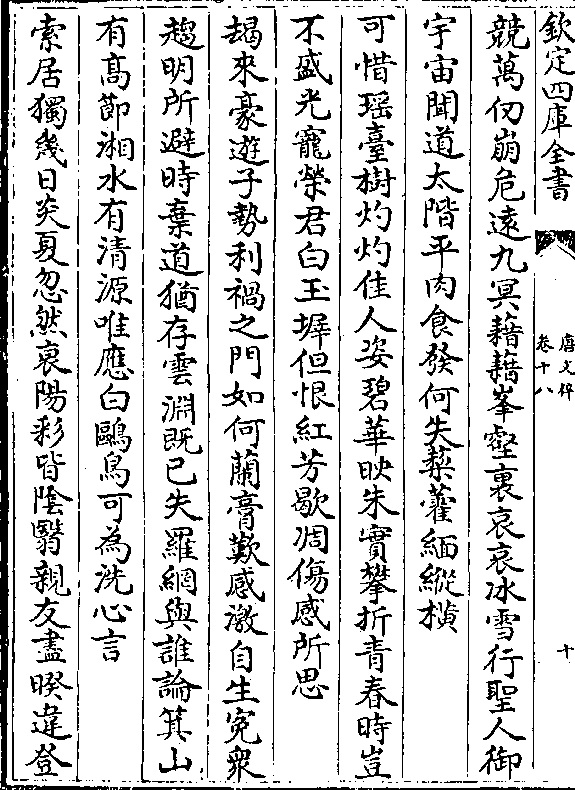 欽定四庫全書
唐文粹
卷十八
十
競萬仞崩危遠九冥藉藉峯壑裏哀哀冰雪行聖人御
宇宙聞道太階平肉食發何失藜藿緬縱横
可惜瑶臺樹灼灼佳人姿碧華映朱實攀折青春時豈
不盛光寵榮君白玉墀但恨紅芳歇凋傷感所思
朅來豪遊子勢利禍之門如何蘭膏歎感激自生寃衆
趨明所避時棄道猶存雲淵既已失羅網與誰論箕山
有髙節湘水有清源唯應白鷗鳥可為洗心言
索居獨幾日炎夏忽然衰陽彩皆陰翳親友盡暌違登